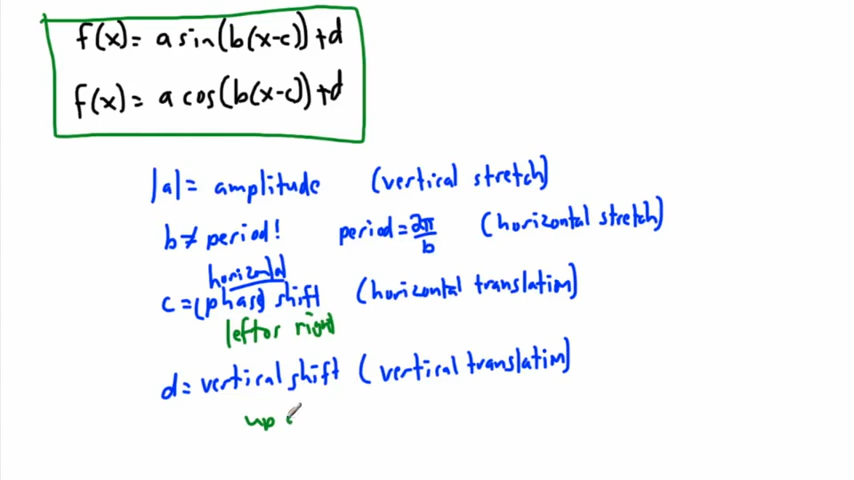 f(x)= a sin(b(x-c))+d
f(x)= a cos(b(x-c))+d
|a|= amplitude (vertical stretch)
b≠ period! period=2π/b (horizontal stretch)
horizontal
c=(phase) shift (horizontal translation)
left or right
d=vertical shift (vertical translation)
up